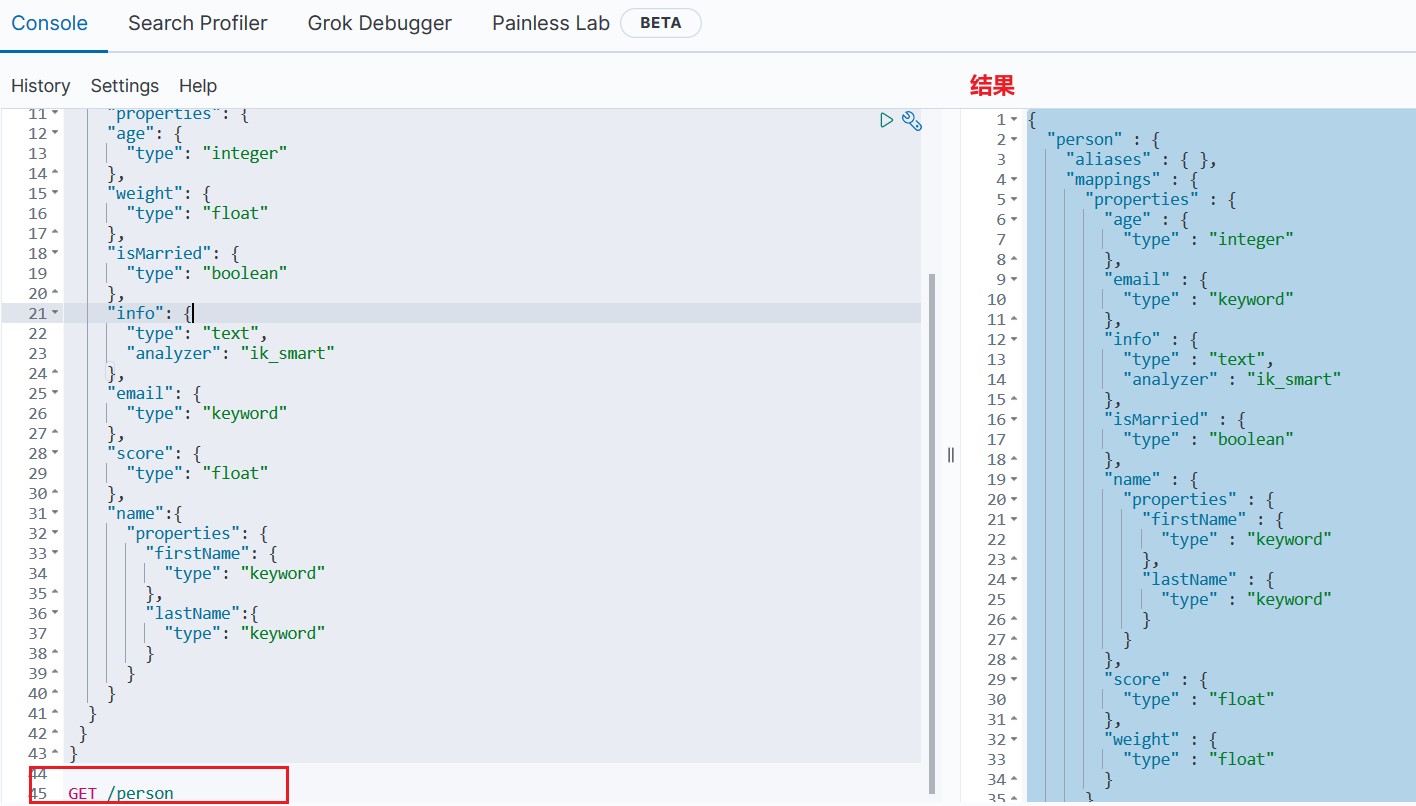 Console Search Profiler Grok Debugger Painless Lab BETA
History Settings Help
结果
11 "properties": {
12 "age": {
13 "type": "integer"
14 },
15 "weight": {
16 "type": "float"
17 },
18 "isMarried": {
19 "type": "boolean"
20 },
21 "info": {
22 "type": "text",
23 "analyzer": "ik_smart"
24 },
25 "email": {
26 "type": "keyword"
27 },
28 "score": {
29 "type": "float"
30 },
31 "name":{
32 "properties": {
33 "firstName": {
34 "type": "keyword"
35 },
36 "lastName":{
37 "type": "keyword"
38 }
39 }
40 }
41 }
42 }
43 }
44
45 GET /person
1 {
2 "person" : {
3 "aliases" : { },
4 "mappings" : {
5 "properties" : {
6 "age" : {
7 "type" : "integer"
8 },
9 "email" : {
10 "type" : "keyword"
11 },
12 "info" : {
13 "type" : "text",
14 "analyzer" : "ik_smart"
15 },
16 "isMarried" : {
17 "type" : "boolean"
18 },
19 "name" : {
20 "properties" : {
21 "firstName" : {
22 "type" : "keyword"
23 },
24 "lastName" : {
25 "type" : "keyword"
26 }
27 }
28 },
29 "score" : {
30 "type" : "float"
31 },
32 "weight" : {
33 "type" : "float"
34 }
35 }